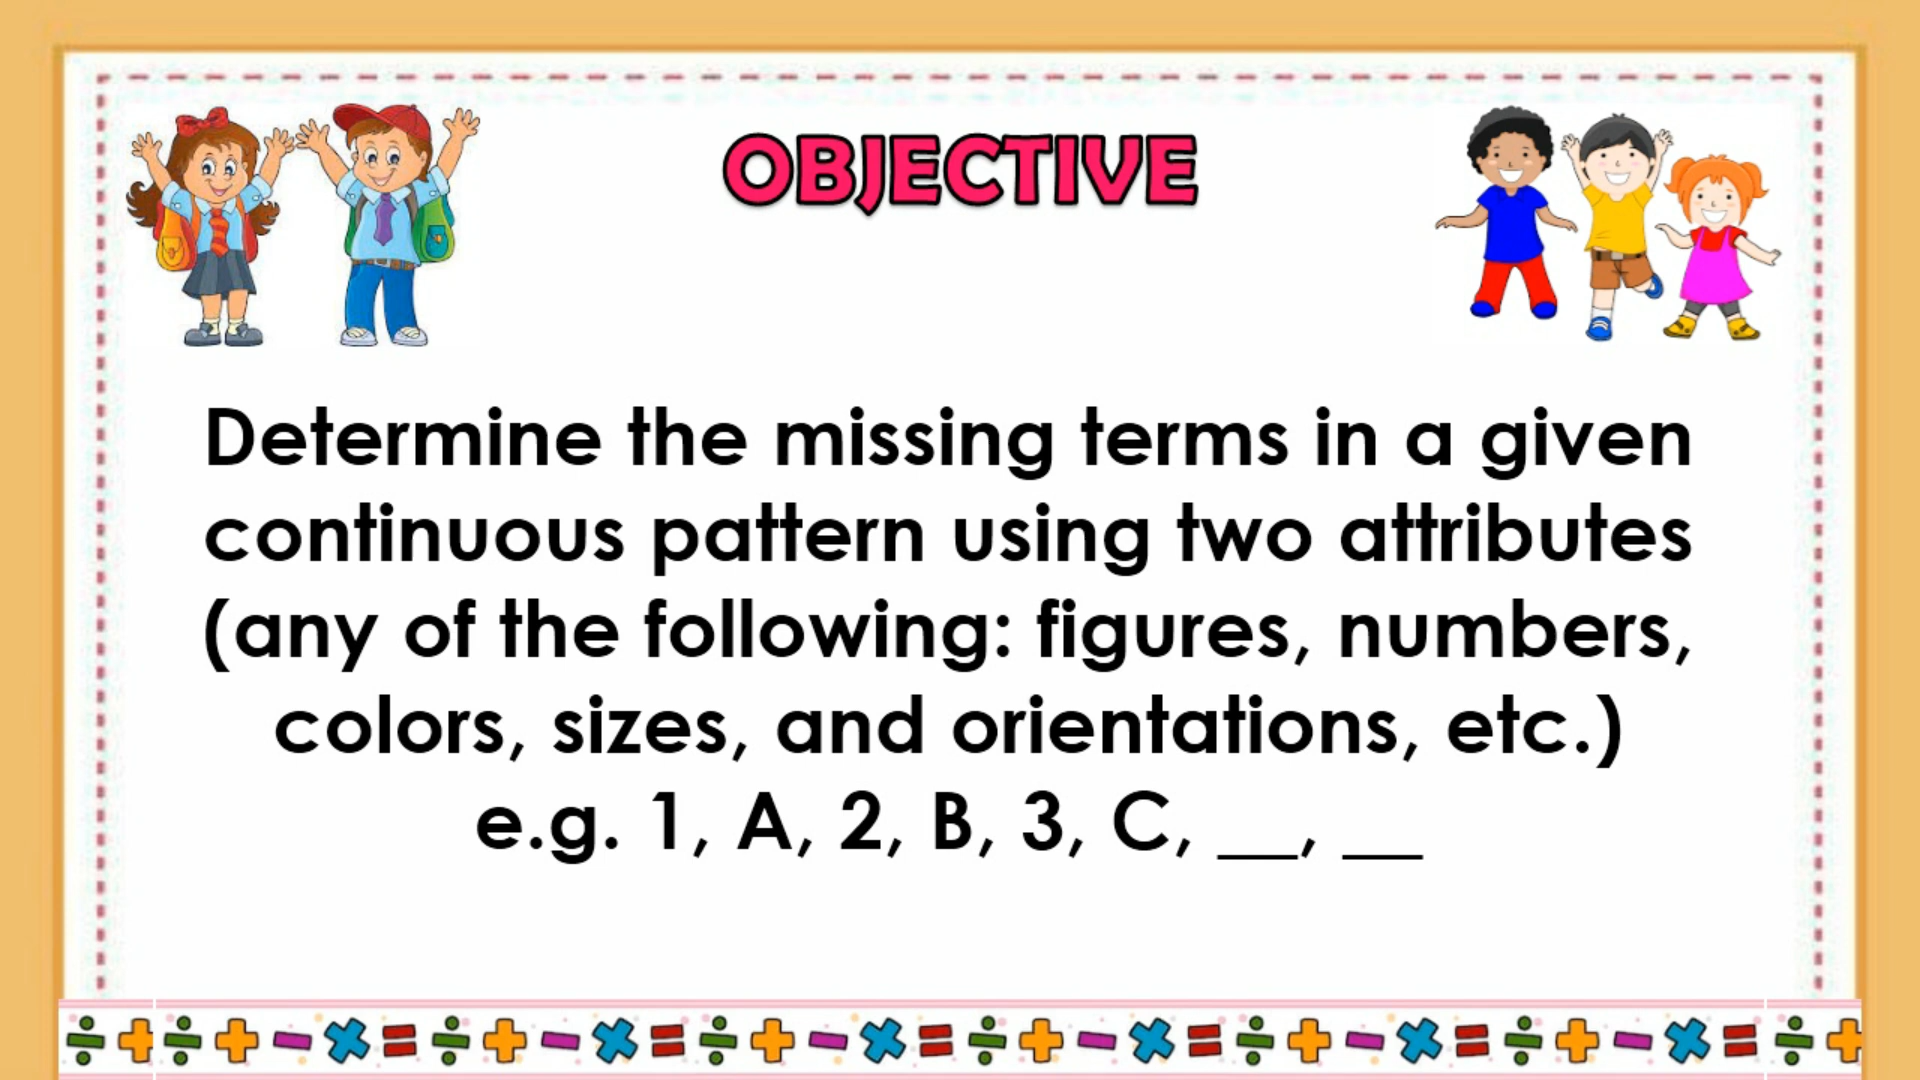 OBJECTIVE
Determine the missing terms in a given
continuous pattern using two attributes
(any of the following: figures, numbers,
colors, sizes, and orientations, etc.)
e.g. 1, A, 2, B, 3, C, __, __